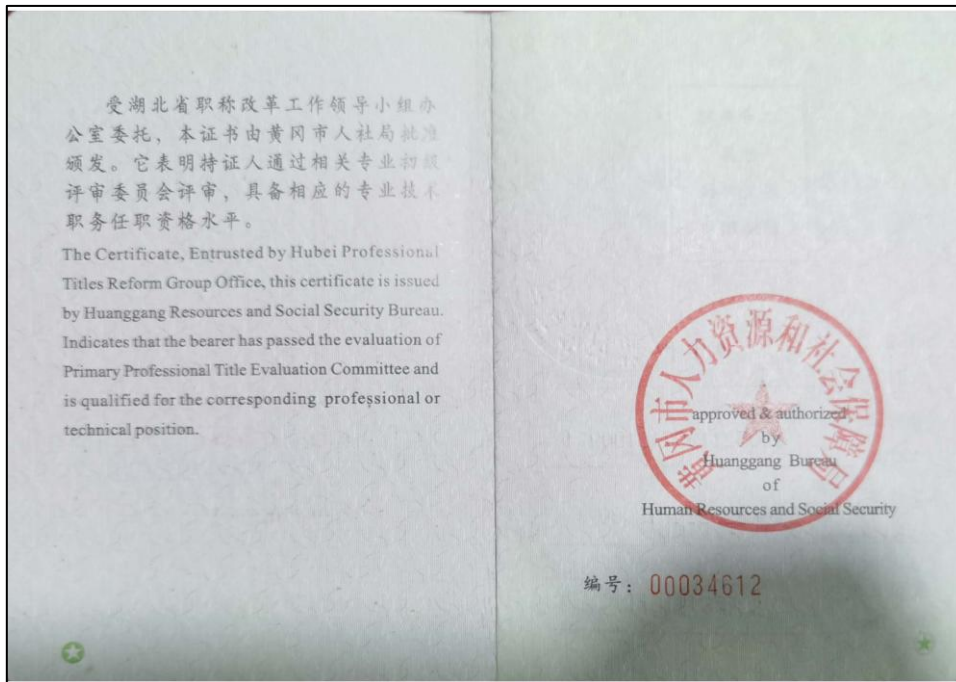 受湖北省职称改革工作领导小组办
公室委托，本证书由黄冈市人社局批准
颁发。它表明持证人通过相关专业初级
评审委员会评审，具备相应的专业技术
职务任职资格水平。
The Certificate, Entrusted by Hubei Professional
Titles Reform Group Office, this certificate is issued
by Huanggang Resources and Social Security Bureau.
Indicates that the bearer has passed the evaluation of
Primary Professional Title Evaluation Committee and
is qualified for the corresponding professional or
technical position.
黄冈市人力资源和社会保障局
approved & authorized
by
Huanggang Bureau
of
Human Resources and Social Security
编号：00034612